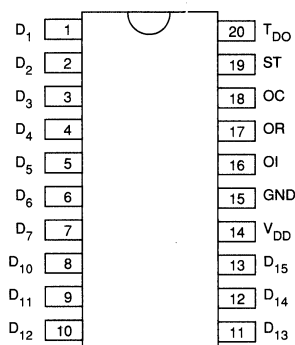 D1 1 20 TDO
D2 2 19 ST
D3 3 18 OC
D4 4 17 OR
D5 5 16 OI
D6 6 15 GND
D7 7 14 VDD
D10 8 13 D15
D11 9 12 D14
D12 10 11 D13